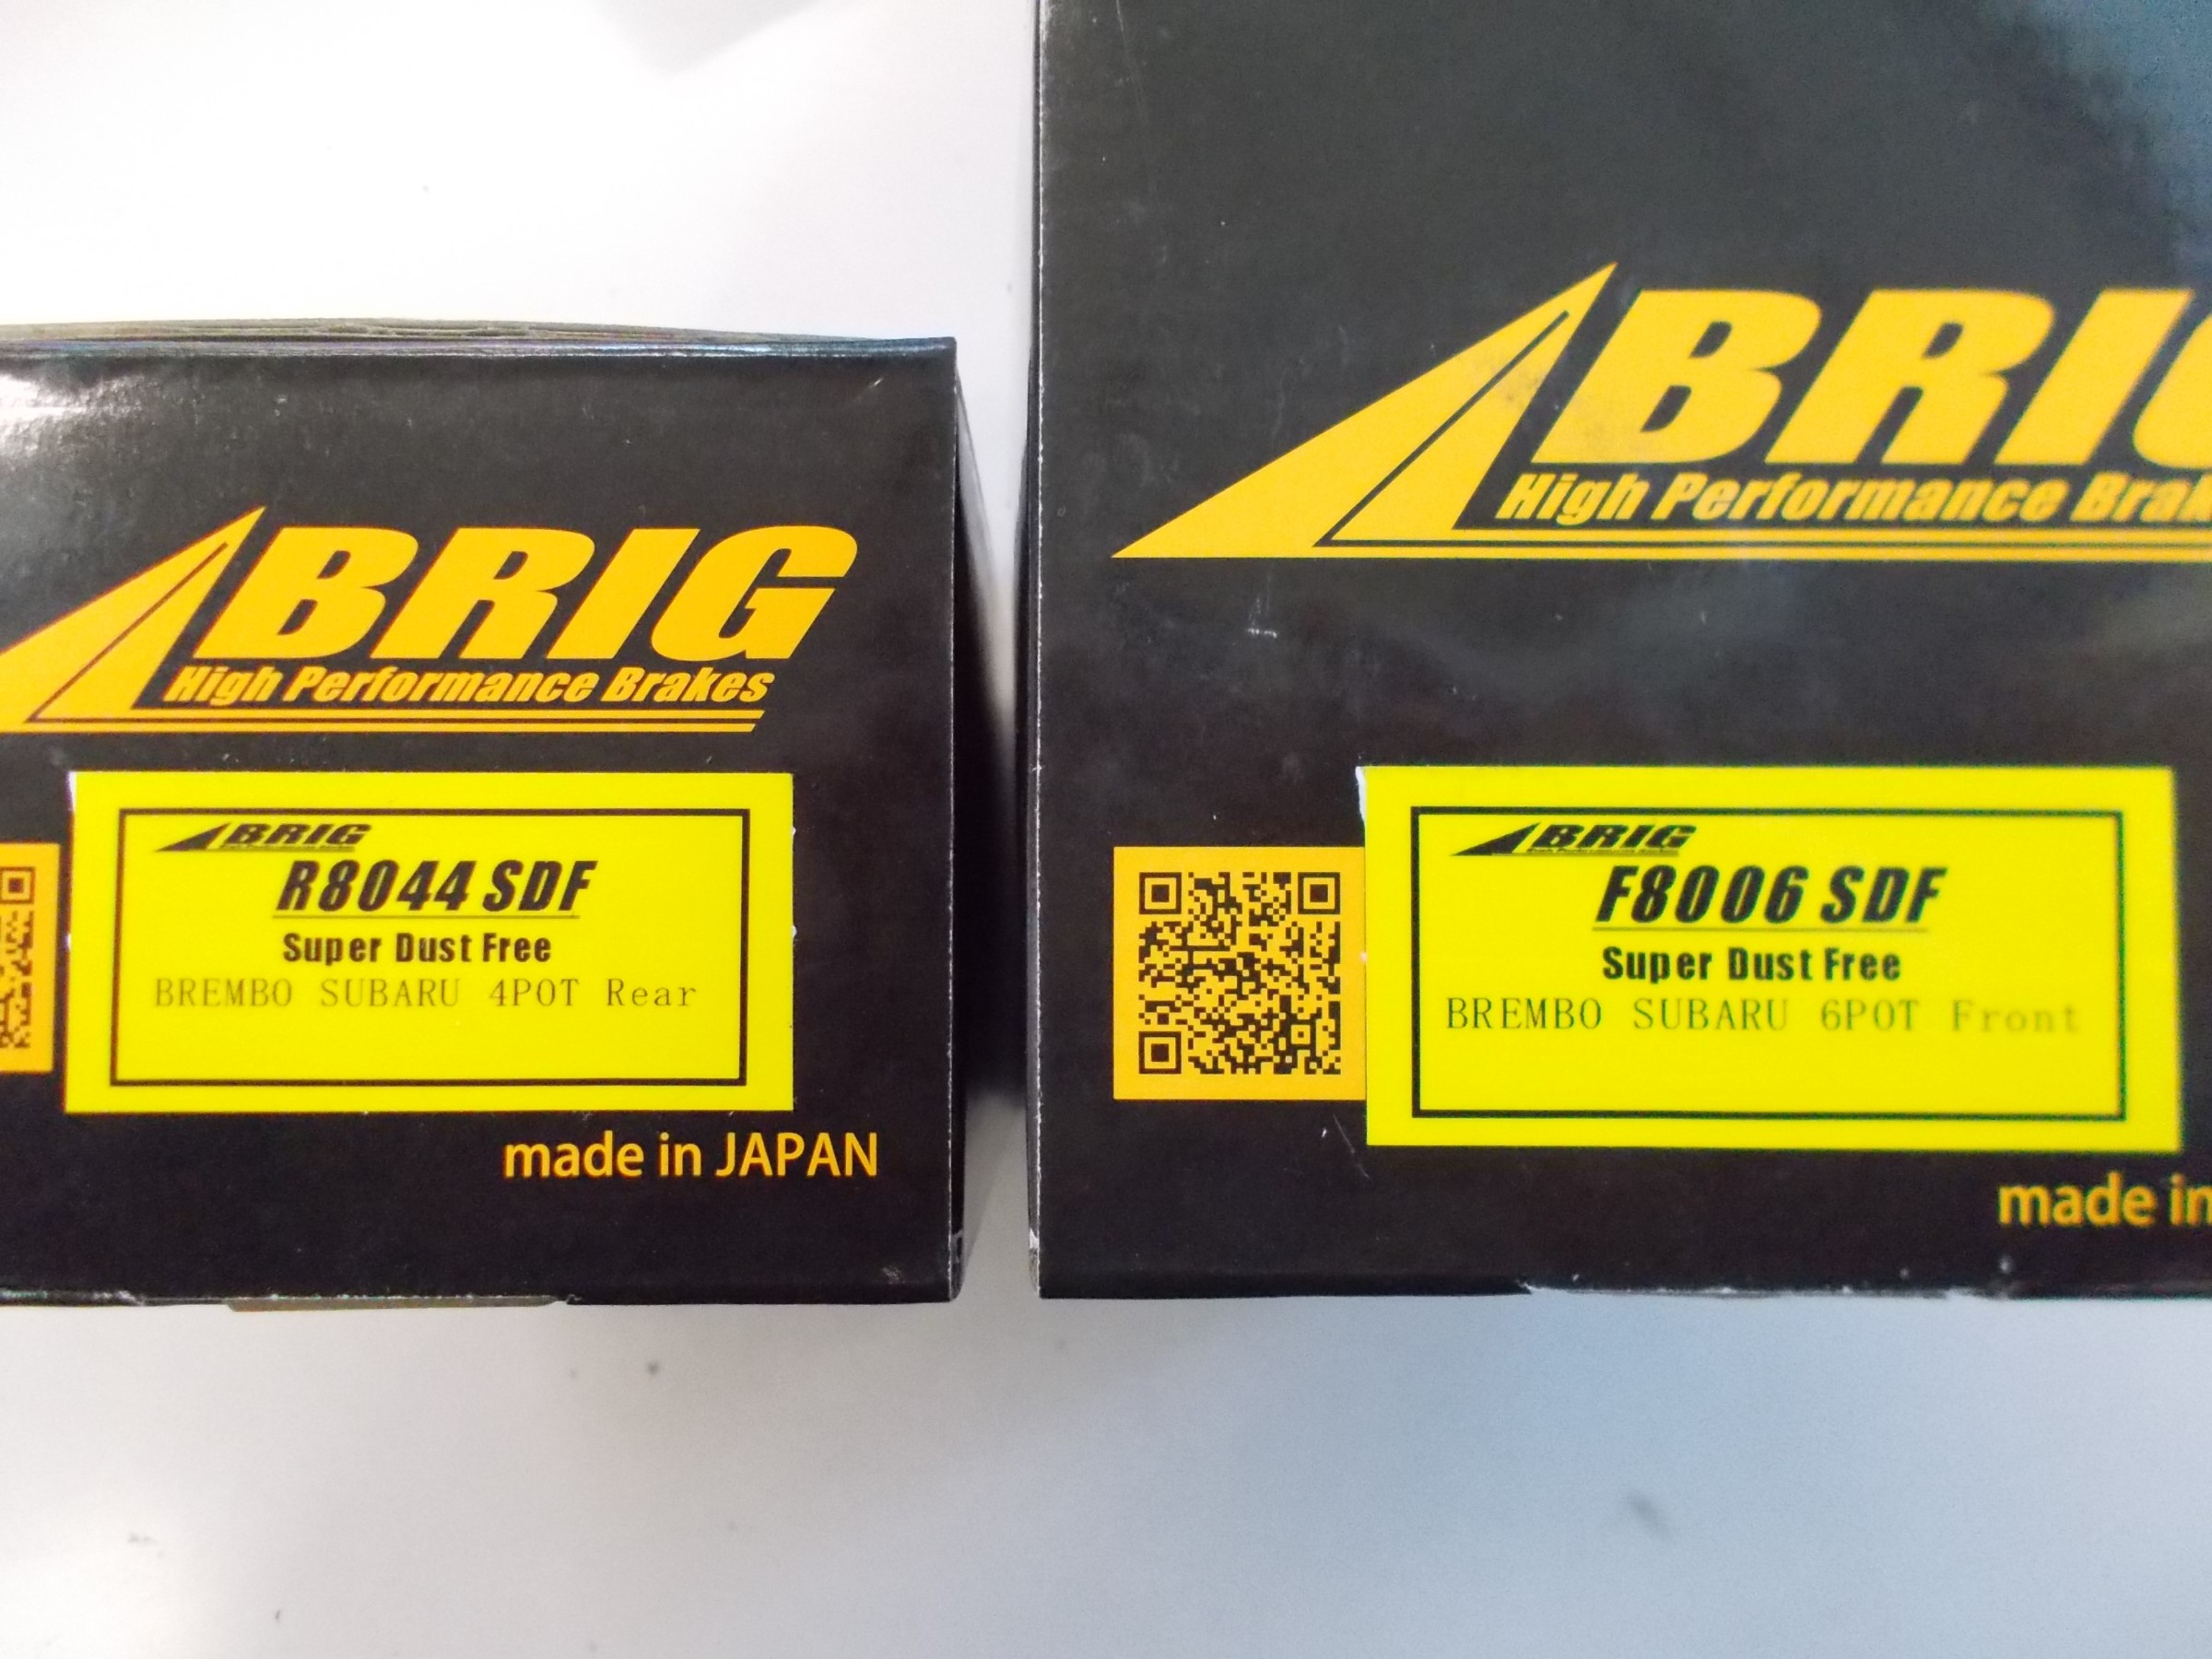 BRIG
High Performance Brakes
BRIG
R8044 SDF
Super Dust Free
BREMBO SUBARU 4POT Rear
made in JAPAN
BRIG
High Performance Brak
BRIG
F8006 SDF
Super Dust Free
BREMBO SUBARU 6POT Front
made in